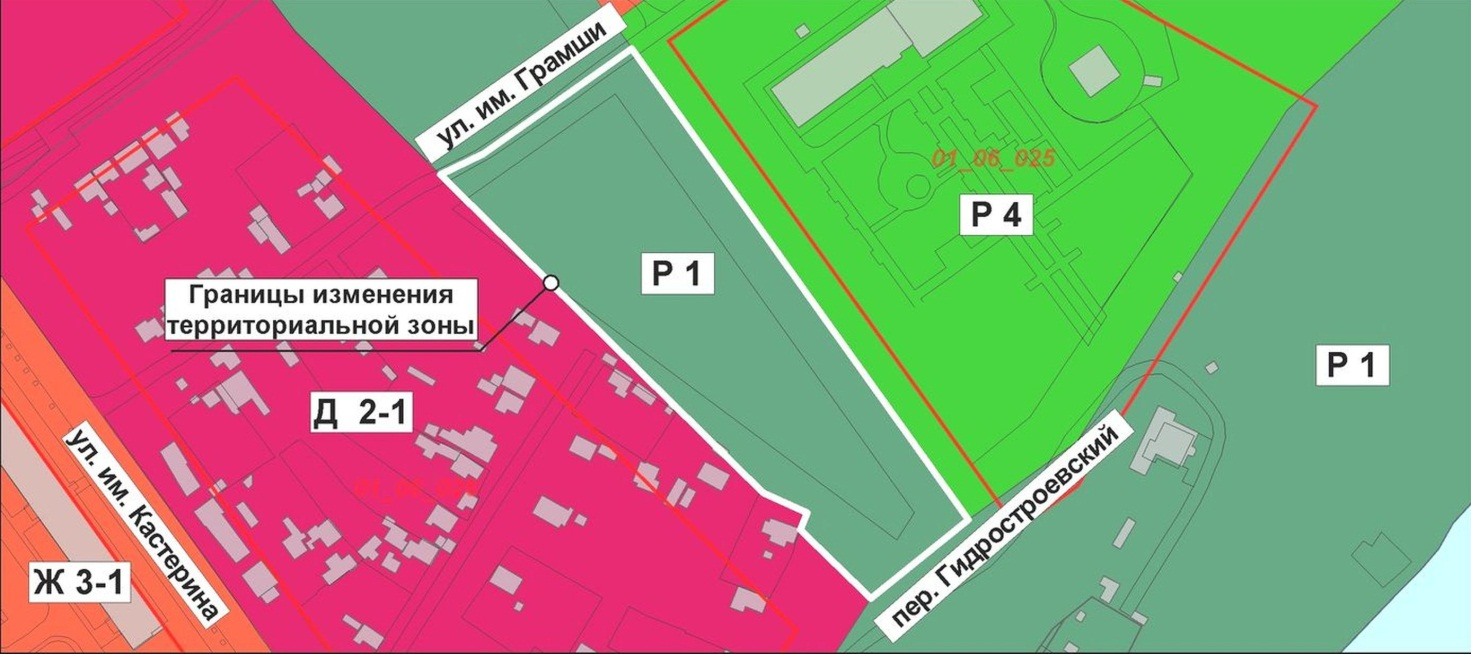 ул. им. Грамши
01_06_025
Р 4
Р 1
Границы изменения
территориальной зоны
Р 1
Д 2-1
ул. им. Кастерина
Ж 3-1
пер. Гидростроевский